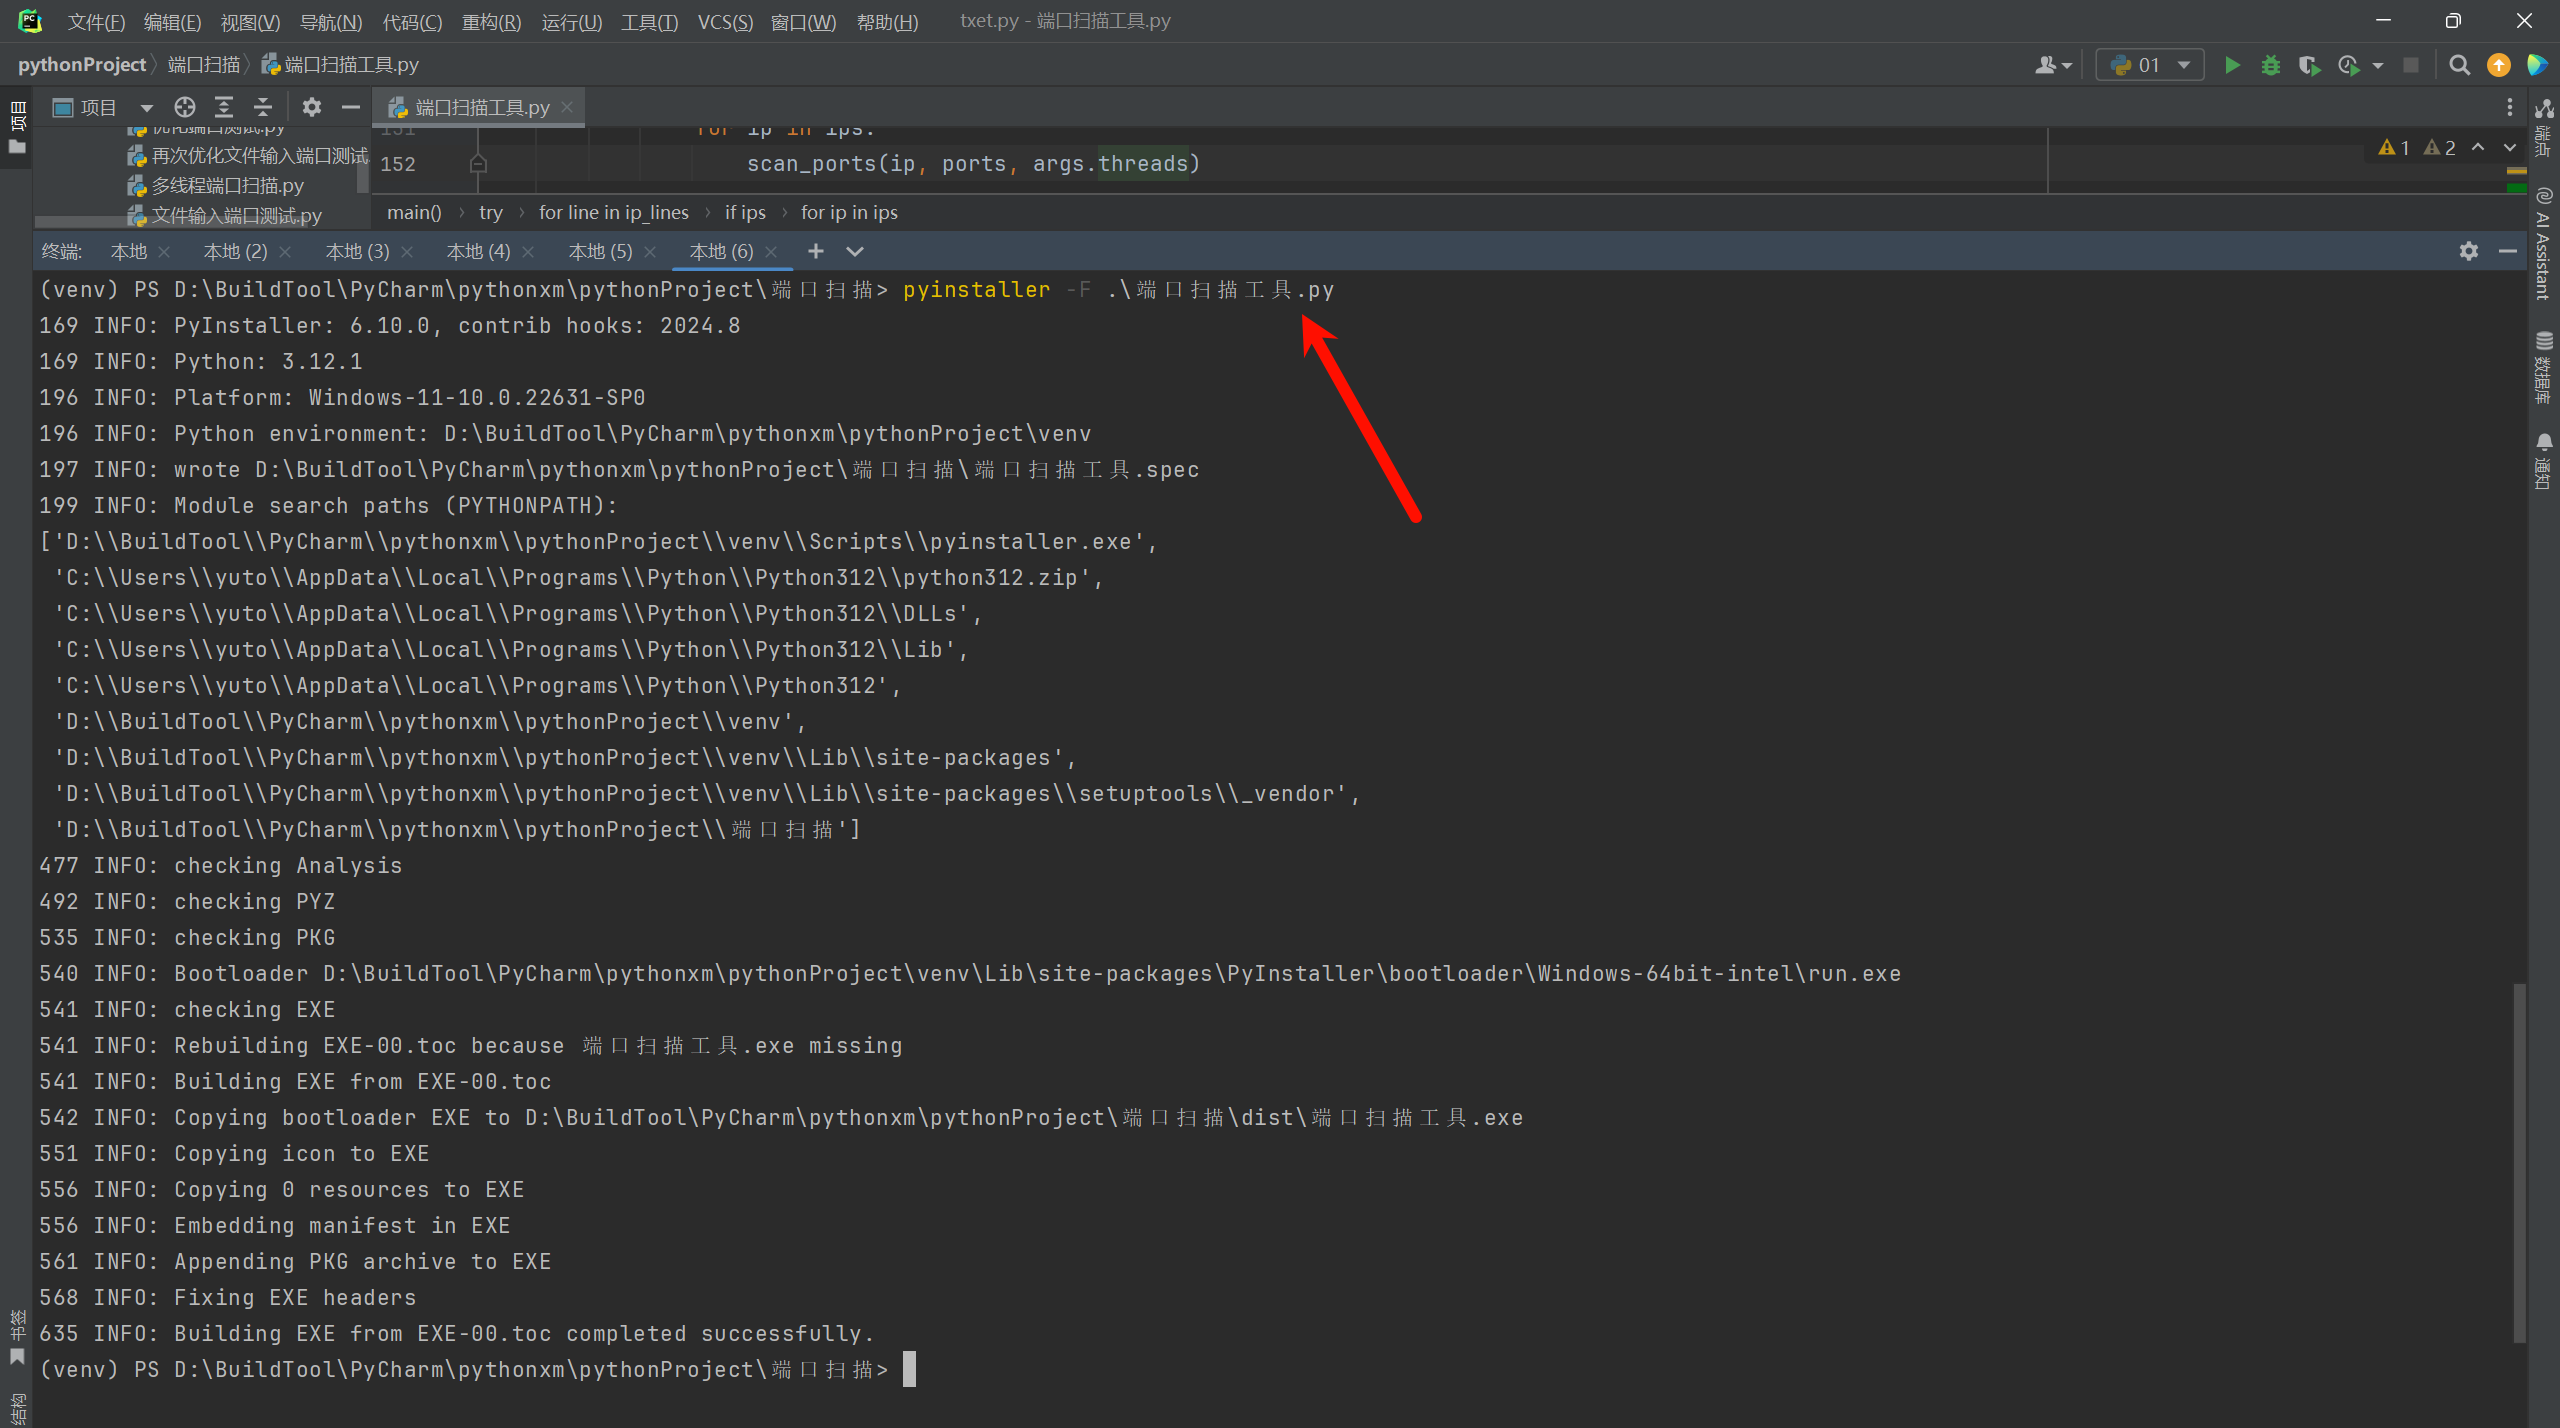 文件(F) 编辑(E) 视图(V) 导航(N) 代码(C) 重构(R) 运行(U) 工具(T) VCS(S) 窗口(W) 帮助(H) txet.py - 端口扫描工具.py
pythonProject 端口扫描 端口扫描工具.py 01
项目 项目 端口扫描工具.py
优化端口测试.py
131 for ip in ips:
再次优化文件输入端口测试
152 scan_ports(ip, ports, args.threads) 1 2
多线程端口扫描.py
文件输入端口测试.py
main() try for line in ip_lines if ips for ip in ips
终端: 本地 本地 (2) 本地 (3) 本地 (4) 本地 (5) 本地 (6)
(venv) PS D:\BuildTool\PyCharm\pythonxm\pythonProject\端口扫描> pyinstaller -F .\端口扫描工具.py
169 INFO: PyInstaller: 6.10.0, contrib hooks: 2024.8
169 INFO: Python: 3.12.1
196 INFO: Platform: Windows-11-10.0.22631-SP0
196 INFO: Python environment: D:\BuildTool\PyCharm\pythonxm\pythonProject\venv
197 INFO: wrote D:\BuildTool\PyCharm\pythonxm\pythonProject\端口扫描\端口扫描工具.spec
199 INFO: Module search paths (PYTHONPATH):
['D:\\BuildTool\\PyCharm\\pythonxm\\pythonProject\\venv\\Scripts\\pyinstaller.exe',
'C:\\Users\\yuto\\AppData\\Local\\Programs\\Python\\Python312\\python312.zip',
'C:\\Users\\yuto\\AppData\\Local\\Programs\\Python\\Python312\\DLLs',
'C:\\Users\\yuto\\AppData\\Local\\Programs\\Python\\Python312\\Lib',
'C:\\Users\\yuto\\AppData\\Local\\Programs\\Python\\Python312',
'D:\\BuildTool\\PyCharm\\pythonxm\\pythonProject\\venv',
'D:\\BuildTool\\PyCharm\\pythonxm\\pythonProject\\venv\\Lib\\site-packages',
'D:\\BuildTool\\PyCharm\\pythonxm\\pythonProject\\venv\\Lib\\site-packages\\setuptools\\_vendor',
'D:\\BuildTool\\PyCharm\\pythonxm\\pythonProject\\端口扫描']
477 INFO: checking Analysis
492 INFO: checking PYZ
535 INFO: checking PKG
540 INFO: Bootloader D:\BuildTool\PyCharm\pythonxm\pythonProject\venv\Lib\site-packages\PyInstaller\bootloader\Windows-64bit-intel\run.exe
541 INFO: checking EXE
541 INFO: Rebuilding EXE-00.toc because 端口扫描工具.exe missing
541 INFO: Building EXE from EXE-00.toc
542 INFO: Copying bootloader EXE to D:\BuildTool\PyCharm\pythonxm\pythonProject\端口扫描\dist\端口扫描工具.exe
551 INFO: Copying icon to EXE
556 INFO: Copying 0 resources to EXE
556 INFO: Embedding manifest in EXE
561 INFO: Appending PKG archive to EXE
568 INFO: Fixing EXE headers
635 INFO: Building EXE from EXE-00.toc completed successfully.
(venv) PS D:\BuildTool\PyCharm\pythonxm\pythonProject\端口扫描>
书签
结构
端点
AI Assistant
数据库
通知